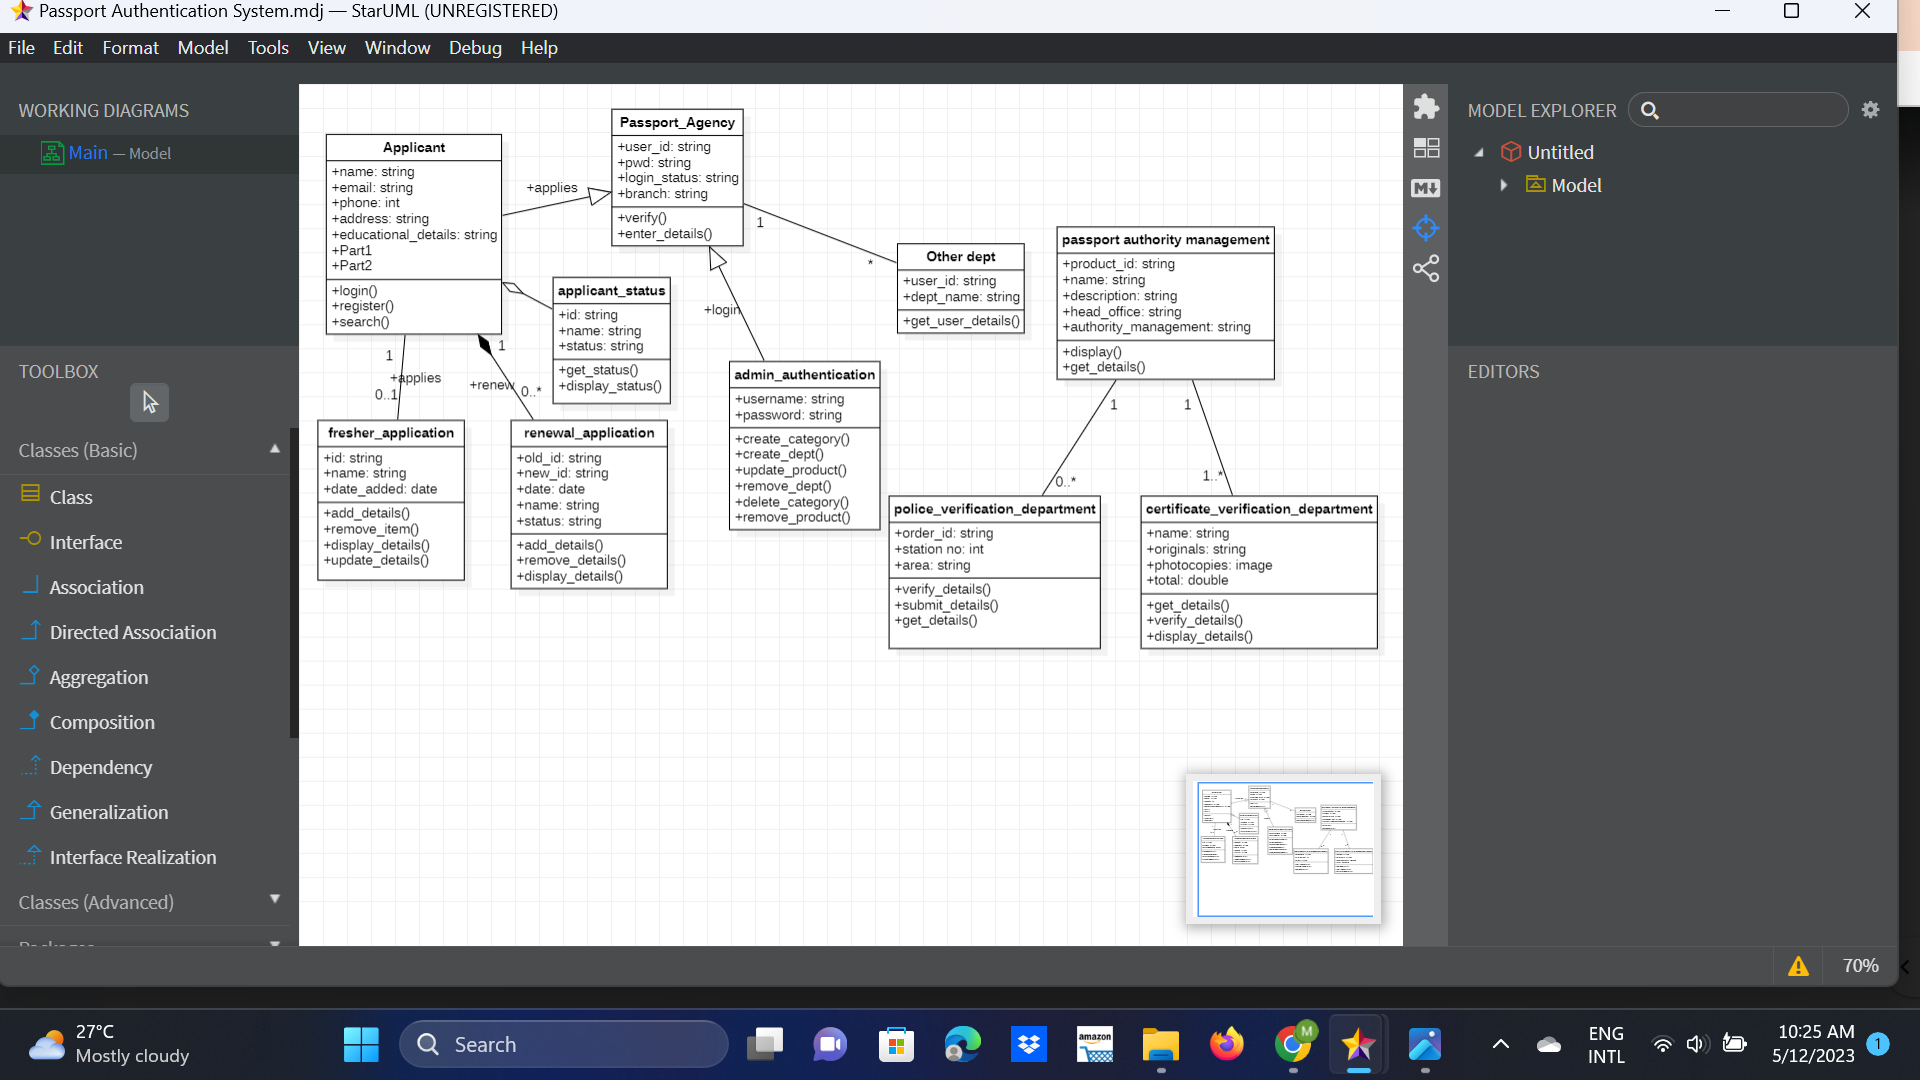 Passport Authentication System.mdj — StarUML (UNREGISTERED)
File Edit Format Model Tools View Window Debug Help
WORKING DIAGRAMS
Main — Model
TOOLBOX
Classes (Basic)
Class
Interface
Association
Directed Association
Aggregation
Composition
Dependency
Generalization
Interface Realization
Classes (Advanced)
Applicant
+name: string
+email: string
+phone: int
+address: string
+educational_details: string
+Part1
+Part2
+login()
+register()
+search()
+applies
Passport_Agency
+user_id: string
+pwd: string
+login_status: string
+branch: string
+verify()
+enter_details()
1
*
+login
applicant_status
+id: string
+name: string
+status: string
+get_status()
+display_status()
Other dept
+user_id: string
+dept_name: string
+get_user_details()
passport authority management
+product_id: string
+name: string
+description: string
+head_office: string
+authority_management: string
+display()
+get_details()
1
+applies
0..1
1
+renew
0..*
fresher_application
+id: string
+name: string
+date_added: date
+add_details()
+remove_item()
+display_details()
+update_details()
renewal_application
+old_id: string
+new_id: string
+date: date
+name: string
+status: string
+add_details()
+remove_details()
+display_details()
admin_authentication
+username: string
+password: string
+create_category()
+create_dept()
+update_product()
+remove_dept()
+delete_category()
+remove_product()
1
0..*
1
1..*
police_verification_department
+order_id: string
+station no: int
+area: string
+verify_details()
+submit_details()
+get_details()
certificate_verification_department
+name: string
+originals: string
+photocopies: image
+total: double
+get_details()
+verify_details()
+display_details()
M↓
MODEL EXPLORER
Untitled
Model
EDITORS
70%
27°C
Mostly cloudy
Search
amazon
M
ENG
INTL
10:25 AM
5/12/2023
1